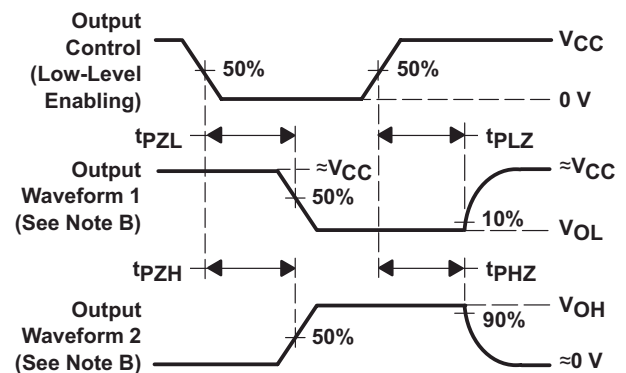 Output
Control
(Low-Level
Enabling)
50%
50%
VCC
0 V
tPZL
tPLZ
Output
Waveform 1
(See Note B)
≈VCC
50%
≈VCC
10%
VOL
tPZH
tPHZ
Output
Waveform 2
(See Note B)
50%
VOH
90%
≈0 V